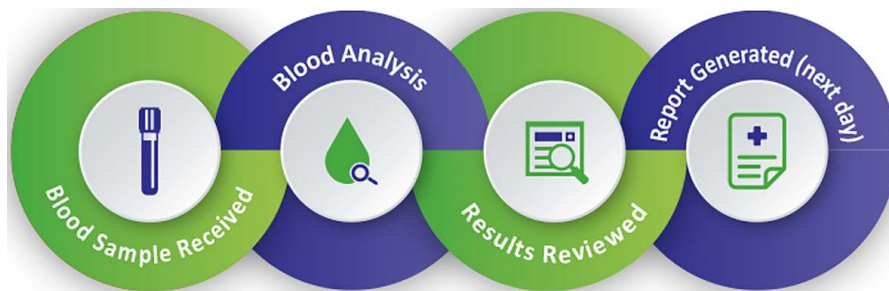 Blood Sample Received
Blood Analysis
Results Reviewed
Report Generated (next day)